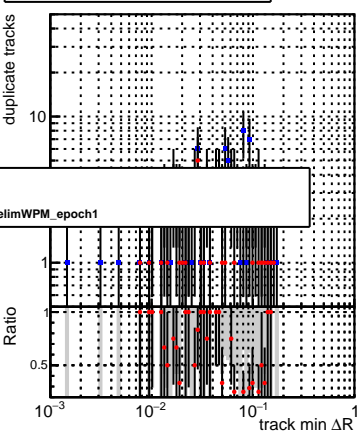 duplicate tracks
10
elimWPM_epoch1
1
Ratio
1
0.5
10−3
10−2
10−1
1
track min ΔR